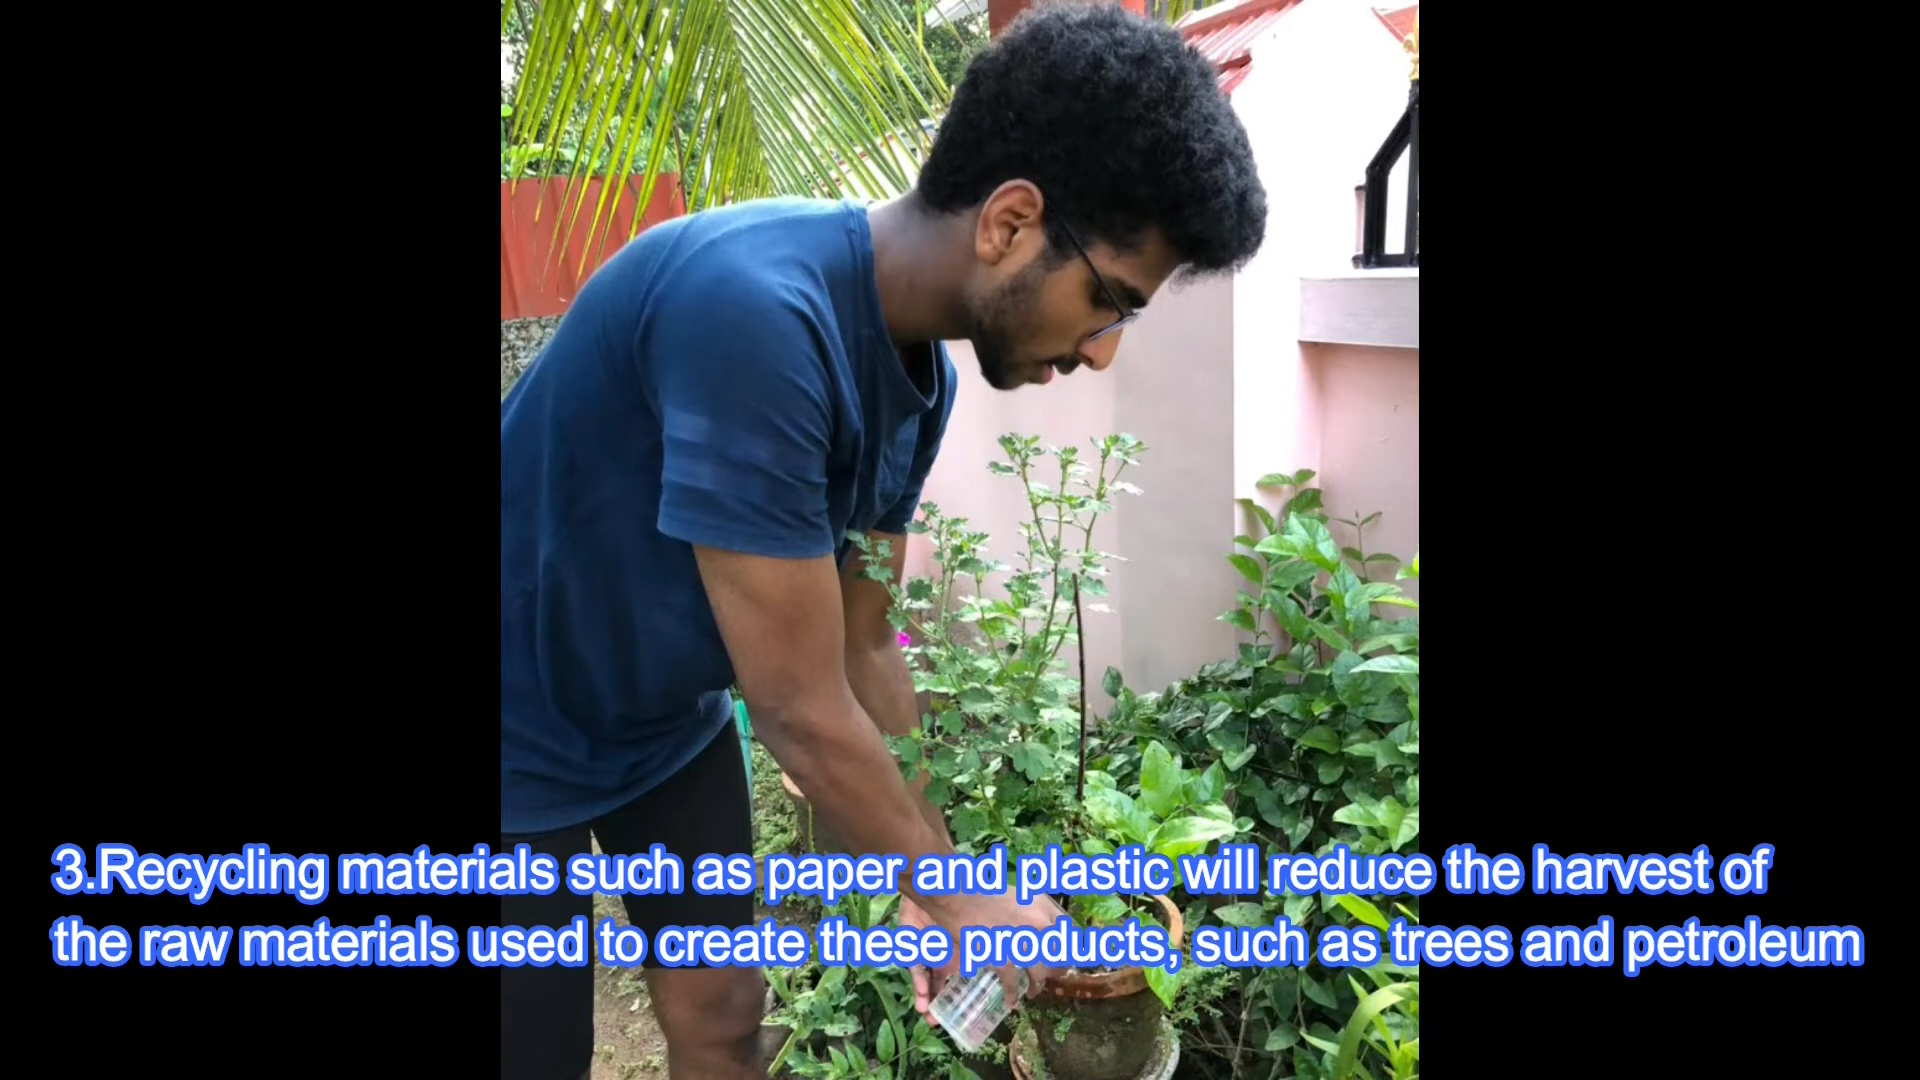 3.Recycling materials such as paper and plastic will reduce the harvest of
the raw materials used to create these products, such as trees and petroleum